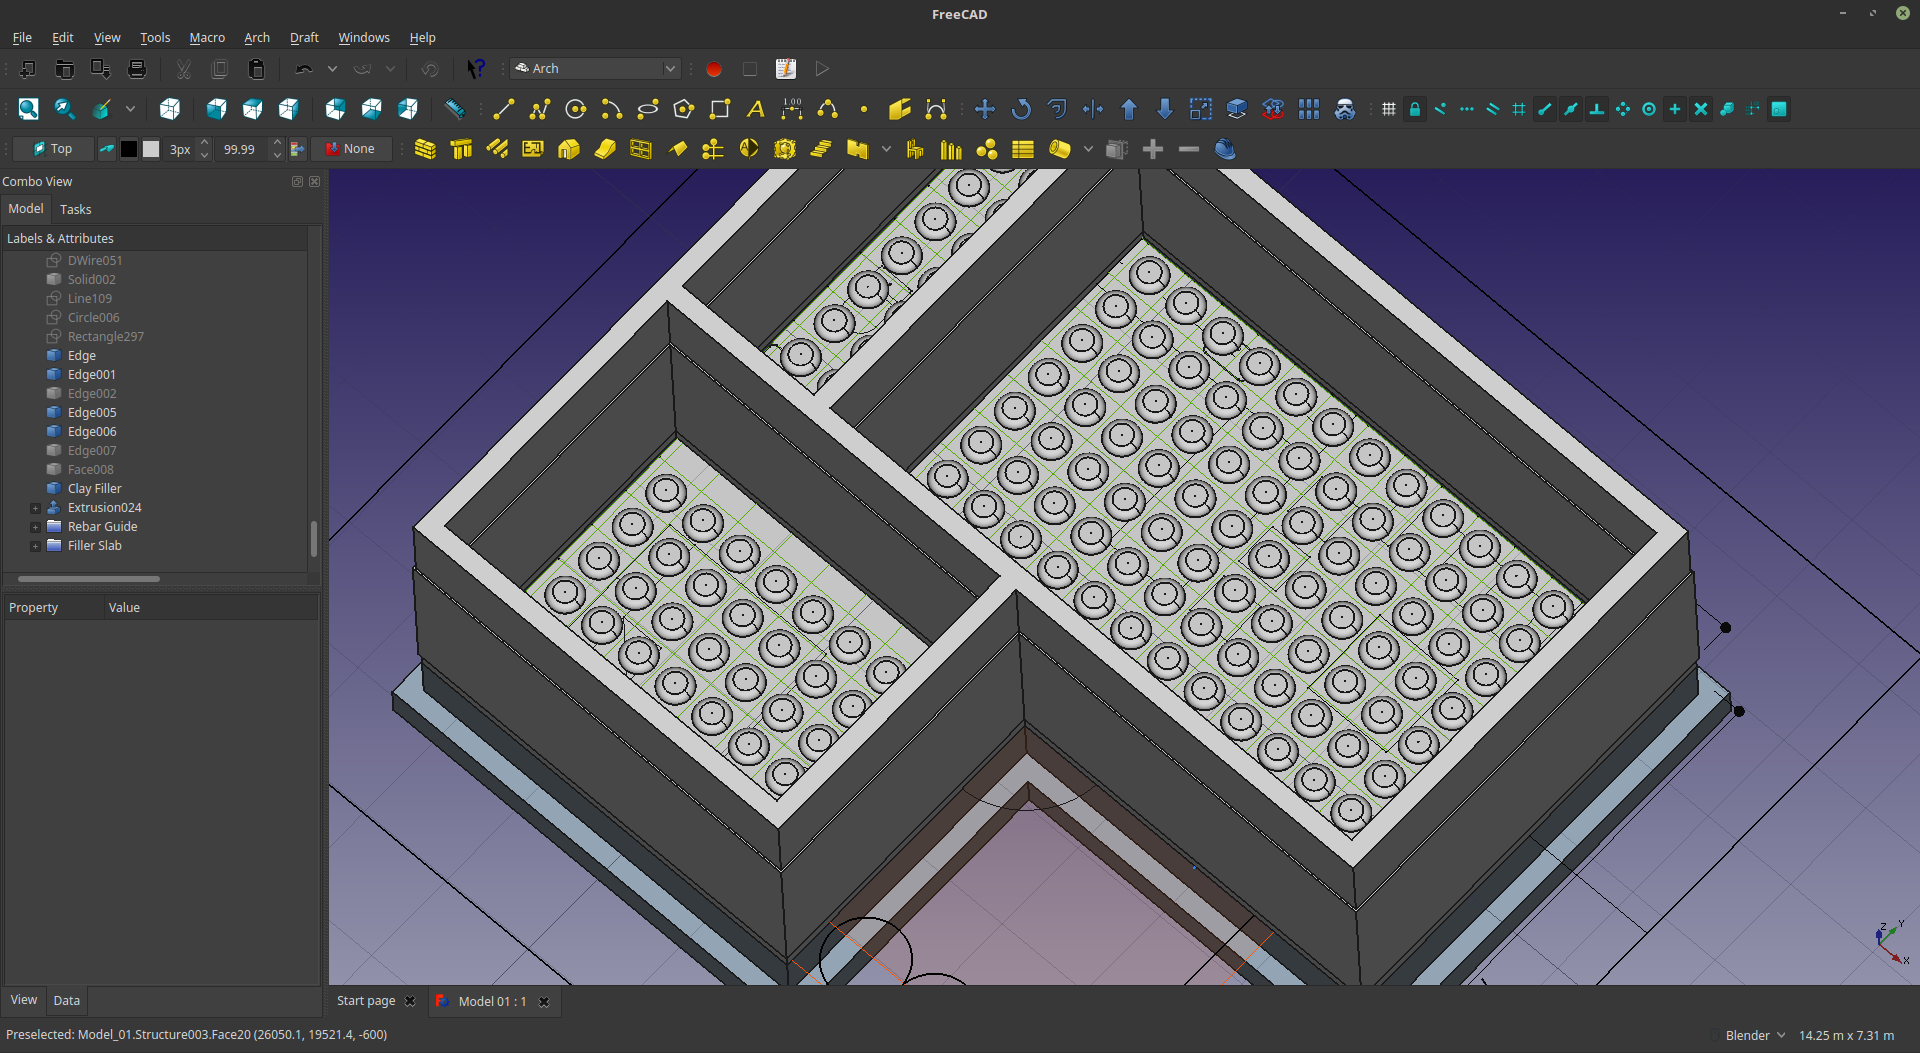 FreeCAD
File Edit View Tools Macro Arch Draft Windows Help
Arch
A 1.00
Top 3px 99.99 None
Combo View
Model Tasks
Labels & Attributes
DWire051
Solid002
Line109
Circle006
Rectangle297
Edge
Edge001
Edge002
Edge005
Edge006
Edge007
Face008
Clay Filler
Extrusion024
Rebar Guide
Filler Slab
Property Value
Z Y
X
View Data
Start page Model 01 : 1
Preselected: Model_01.Structure003.Face20 (26050.1, 19521.4, -600)
Blender 14.25 m x 7.31 m